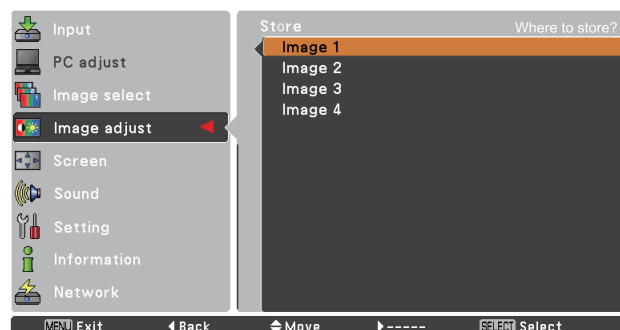 Input
PC adjust
Image select
Image adjust
Screen
Sound
Setting
Information
Network
Store
Where to store?
Image 1
Image 2
Image 3
Image 4
MENU Exit
Back
Move
-----
SELECT Select